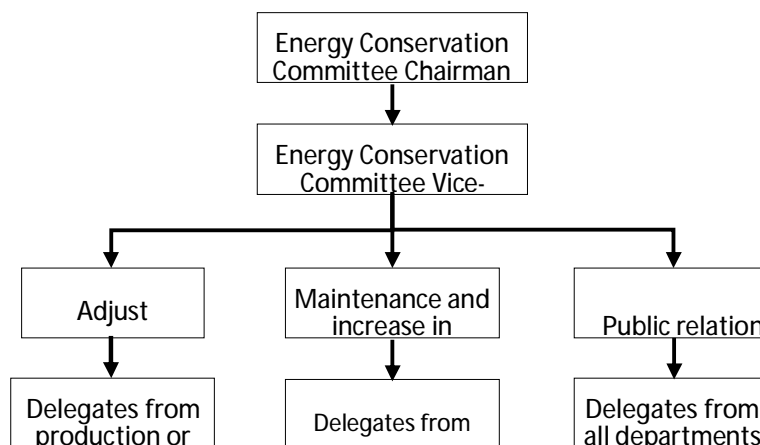 Energy Conservation
Committee Chairman
Energy Conservation
Committee Vice-
Adjust
Maintenance and
increase in
Public relation
Delegates from
production or
Delegates from
Delegates from
all departments